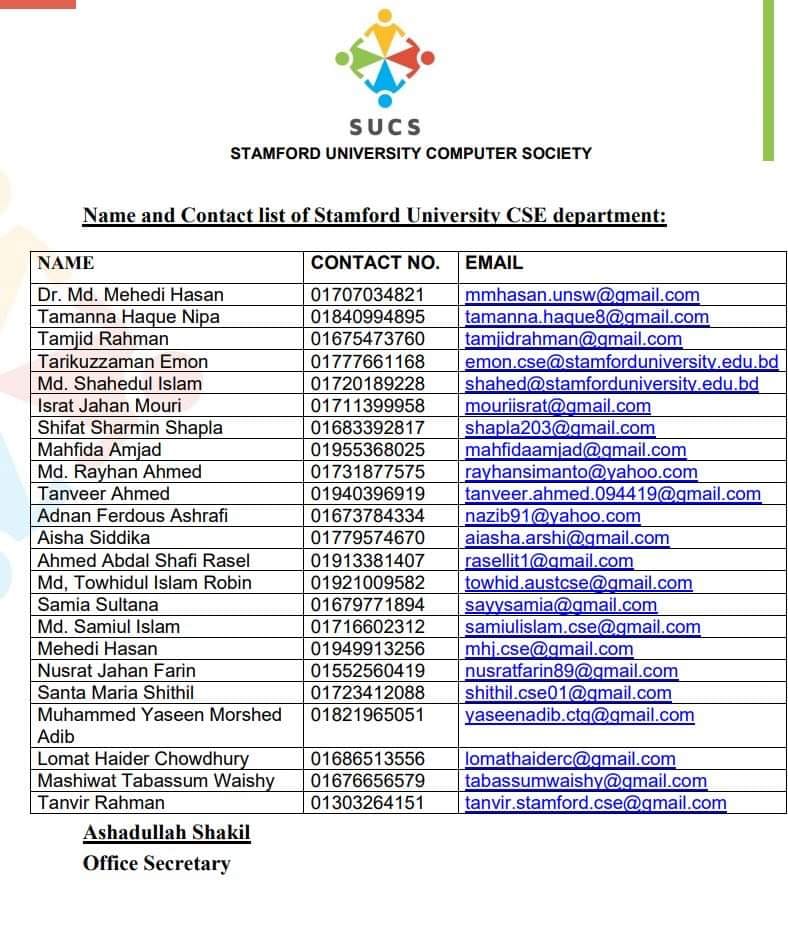 SUCS
STAMFORD UNIVERSITY COMPUTER SOCIETY
Name and Contact list of Stamford University CSE department:
NAME CONTACT NO. EMAIL
Dr. Md. Mehedi Hasan 01707034821 mmhasan.unsw@gmail.com
Tamanna Haque Nipa 01840994895 tamanna.haque8@gmail.com
Tamjid Rahman 01675473760 tamjidrahman@gmail.com
Tarikuzzaman Emon 01777661168 emon.cse@stamforduniversity.edu.bd
Md. Shahedul Islam 01720189228 shahed@stamforduniversity.edu.bd
Israt Jahan Mouri 01711399958 mouriisrat@gmail.com
Shifat Sharmin Shapla 01683392817 shapla203@gmail.com
Mahfida Amjad 01955368025 mahfidaamjad@gmail.com
Md. Rayhan Ahmed 01731877575 rayhansimanto@yahoo.com
Tanveer Ahmed 01940396919 tanveer.ahmed.094419@gmail.com
Adnan Ferdous Ashrafi 01673784334 nazib91@yahoo.com
Aisha Siddika 01779574670 aiasha.arshi@gmail.com
Ahmed Abdal Shafi Rasel 01913381407 rasellit1@gmail.com
Md, Towhidul Islam Robin 01921009582 towhid.austcse@gmail.com
Samia Sultana 01679771894 sayysamia@gmail.com
Md. Samiul Islam 01716602312 samiulislam.cse@gmail.com
Mehedi Hasan 01949913256 mhj.cse@gmail.com
Nusrat Jahan Farin 01552560419 nusratfarin89@gmail.com
Santa Maria Shithil 01723412088 shithil.cse01@gmail.com
Muhammed Yaseen Morshed 01821965051 yaseenadib.ctg@gmail.com
Adib
Lomat Haider Chowdhury 01686513556 lomathaiderc@gmail.com
Mashiwat Tabassum Waishy 01676656579 tabassumwaishy@gmail.com
Tanvir Rahman 01303264151 tanvir.stamford.cse@gmail.com
Ashadullah Shakil
Office Secretary